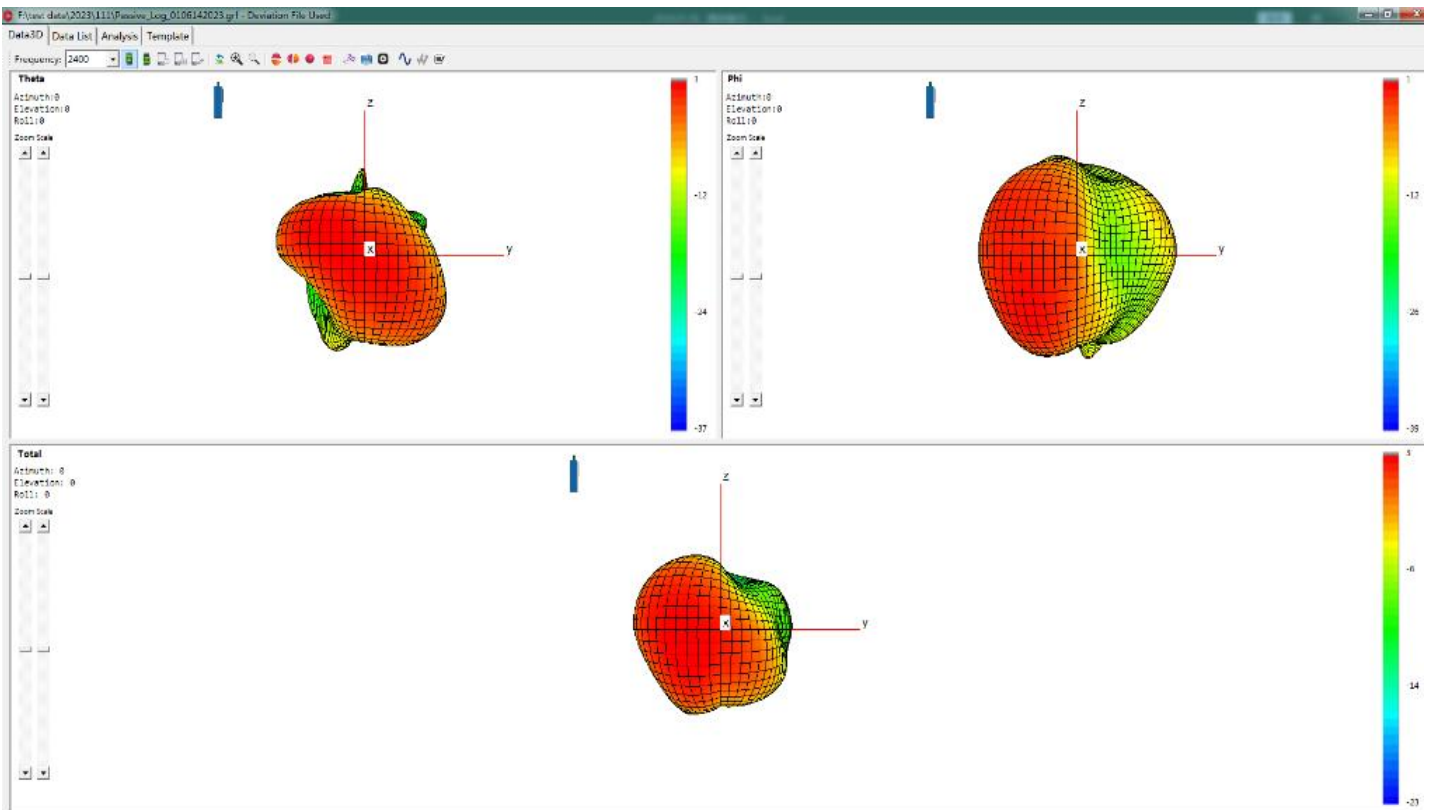 F:\test data\2023\111\Passive_Log_0106142023.grf - Deviation File Used
Data3D Data List Analysis Template
Frequency: 2400
Theta
Azimuth:0
Elevation:0
Roll:0
Zoom Scale
z
x
y
1
-12
-24
-37
Phi
Azimuth:0
Elevation:0
Roll:0
Zoom Scale
z
x
y
1
-12
-26
-39
Total
Azimuth: 0
Elevation: 0
Roll: 0
Zoom Scale
z
x
y
3
-6
-14
-23